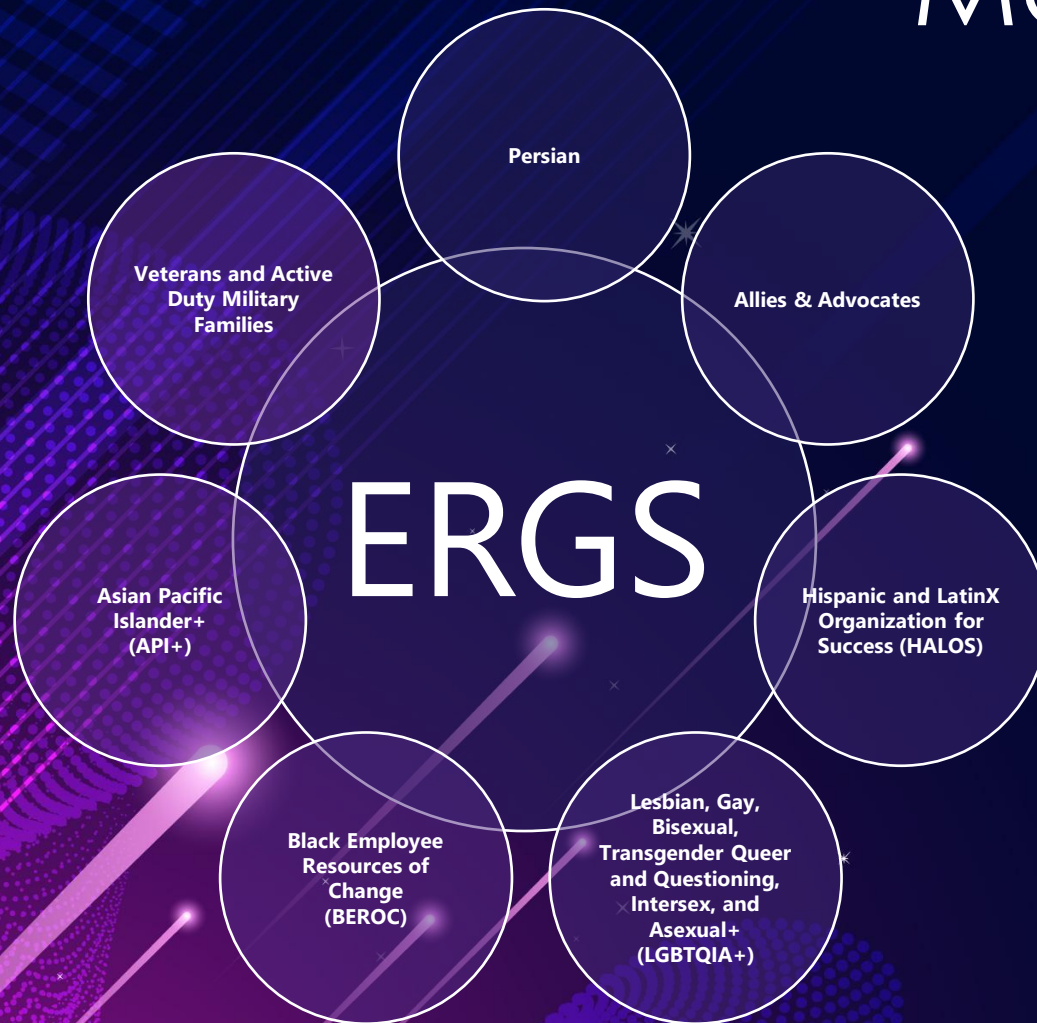 Persian
Veterans and Active
Duty Military
Families
Allies & Advocates
ERGS
Asian Pacific
Islander+
(API+)
Hispanic and LatinX
Organization for
Success (HALOS)
Black Employee
Resources of
Change
(BEROC)
Lesbian, Gay,
Bisexual,
Transgender Queer
and Questioning,
Intersex, and
Asexual+
(LGBTQIA+)